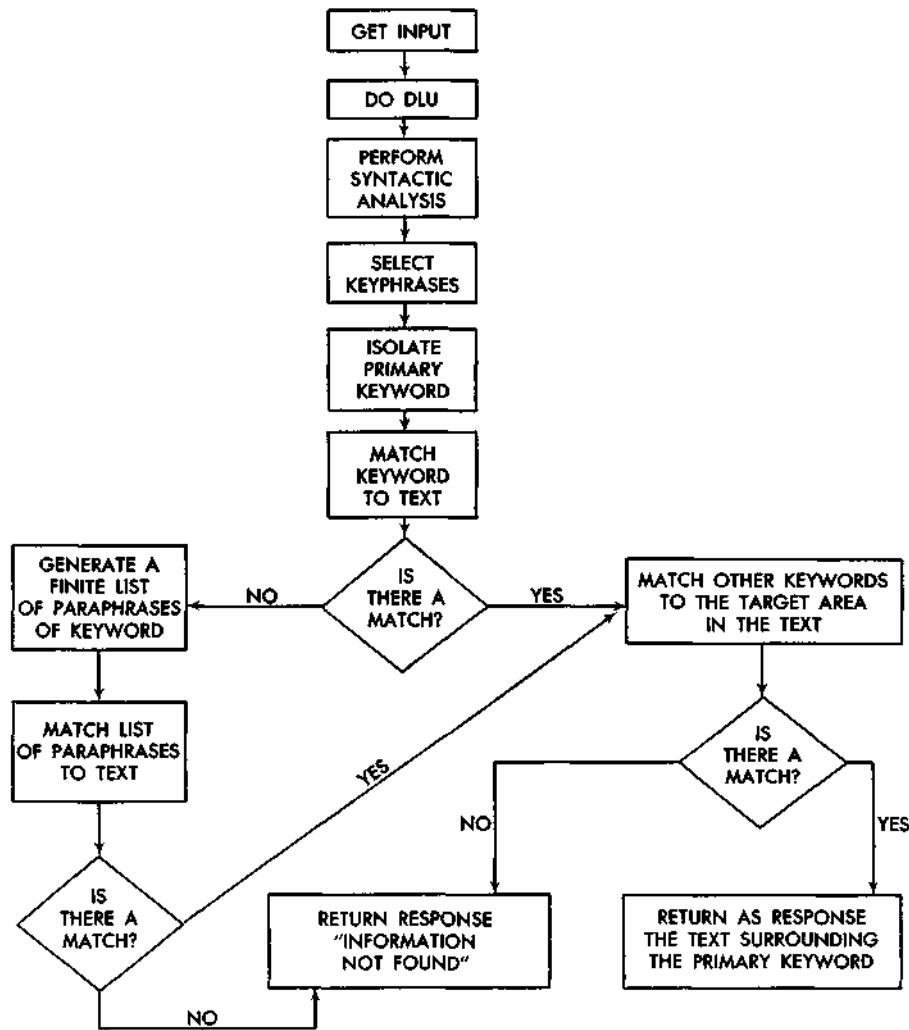 GET INPUT
DO DLU
PERFORM
SYNTACTIC
ANALYSIS
SELECT
KEYPHRASES
ISOLATE
PRIMARY
KEYWORD
MATCH
KEYWORD
TO TEXT
IS
THERE A
MATCH?
NO
YES
GENERATE A
FINITE LIST
OF PARAPHRASES
OF KEYWORD
MATCH OTHER KEYWORDS
TO THE TARGET AREA
IN THE TEXT
MATCH LIST
OF PARAPHRASES
TO TEXT
IS
THERE A
MATCH?
YES
NO
YES
IS
THERE A
MATCH?
NO
RETURN RESPONSE
"INFORMATION
NOT FOUND"
RETURN AS RESPONSE
THE TEXT SURROUNDING
THE PRIMARY KEYWORD